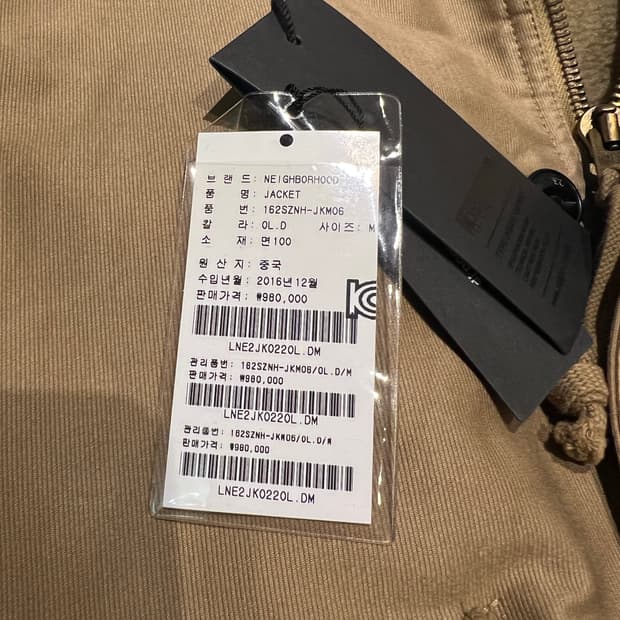 브 랜 드: NEIGHBORHOOD
품 명: JACKET
품 번: 162SZNH-JKM06
칼 라: OL.D 사이즈: M
소 재: 면100
원 산 지: 중국
수입년월: 2016년12월
판매가격: ₩980,000
LNE2JK0220L.DM
관리품번: 162SZNH-JKM06/OL.D/M
판매가격: ₩980,000
LNE2JK0220L.DM
관리품번: 162SZNH-JKM06/OL.D/M
판매가격: ₩980,000
LNE2JK0220L.DM